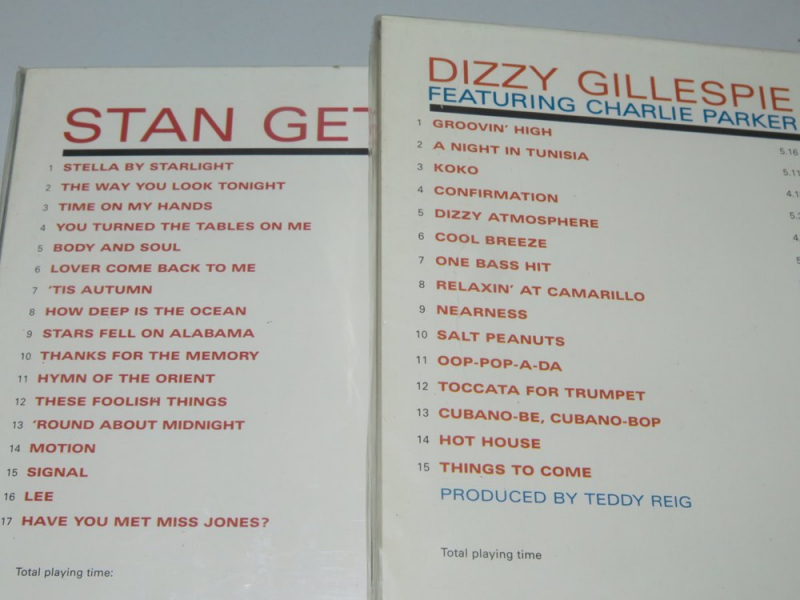 STAN GET
1 STELLA BY STARLIGHT
2 THE WAY YOU LOOK TONIGHT
3 TIME ON MY HANDS
4 YOU TURNED THE TABLES ON ME
5 BODY AND SOUL
6 LOVER COME BACK TO ME
7 'TIS AUTUMN
8 HOW DEEP IS THE OCEAN
9 STARS FELL ON ALABAMA
10 THANKS FOR THE MEMORY
11 HYMN OF THE ORIENT
12 THESE FOOLISH THINGS
13 'ROUND ABOUT MIDNIGHT
14 MOTION
15 SIGNAL
16 LEE
17 HAVE YOU MET MISS JONES?
Total playing time:
DIZZY GILLESPIE
FEATURING CHARLIE PARKER
1 GROOVIN' HIGH
2 A NIGHT IN TUNISIA 5.16
3 KOKO 5.11
4 CONFIRMATION
5 DIZZY ATMOSPHERE
6 COOL BREEZE
7 ONE BASS HIT
8 RELAXIN' AT CAMARILLO
9 NEARNESS
10 SALT PEANUTS
11 OOP-POP-A-DA
12 TOCCATA FOR TRUMPET
13 CUBANO-BE, CUBANO-BOP
14 HOT HOUSE
15 THINGS TO COME
PRODUCED BY TEDDY REIG
Total playing time